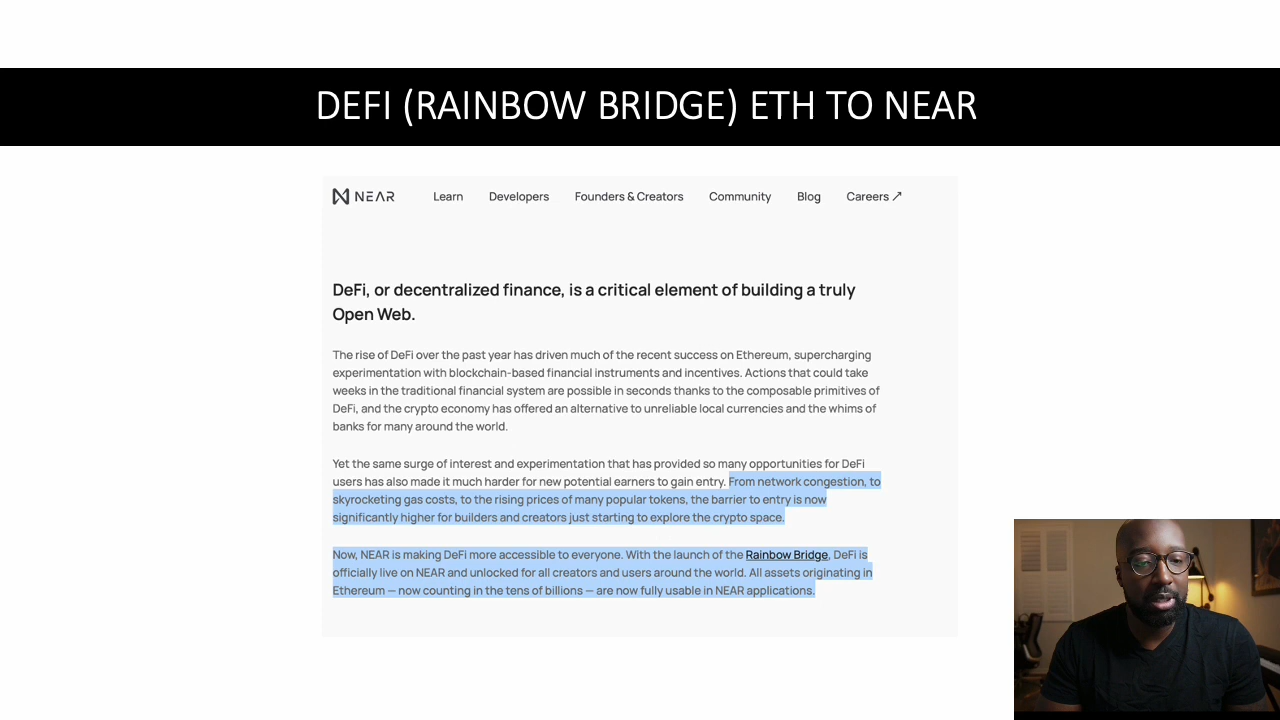 DEFI (RAINBOW BRIDGE) ETH TO NEAR
NEAR Learn Developers Founders & Creators Community Blog Careers ↗
DeFi, or decentralized finance, is a critical element of building a truly
Open Web.
The rise of DeFi over the past year has driven much of the recent success on Ethereum, supercharging
experimentation with blockchain-based financial instruments and incentives. Actions that could take
weeks in the traditional financial system are possible in seconds thanks to the composable primitives of
DeFi, and the crypto economy has offered an alternative to unreliable local currencies and the whims of
banks for many around the world.
Yet the same surge of interest and experimentation that has provided so many opportunities for DeFi
users has also made it much harder for new potential earners to gain entry. From network congestion, to
skyrocketing gas costs, to the rising prices of many popular tokens, the barrier to entry is now
significantly higher for builders and creators just starting to explore the crypto space.
Now, NEAR is making DeFi more accessible to everyone. With the launch of the Rainbow Bridge, DeFi is
officially live on NEAR and unlocked for all creators and users around the world. All assets originating in
Ethereum — now counting in the tens of billions — are now fully usable in NEAR applications.